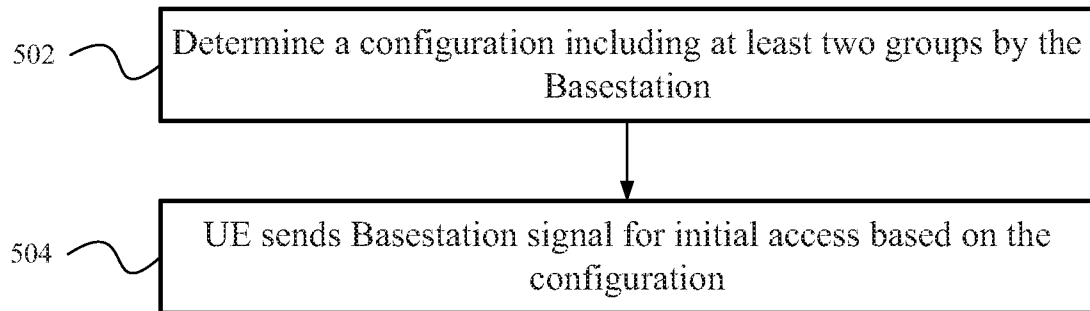 502
Determine a configuration including at least two groups by the
Basestation
504
UE sends Basestation signal for initial access based on the
configuration